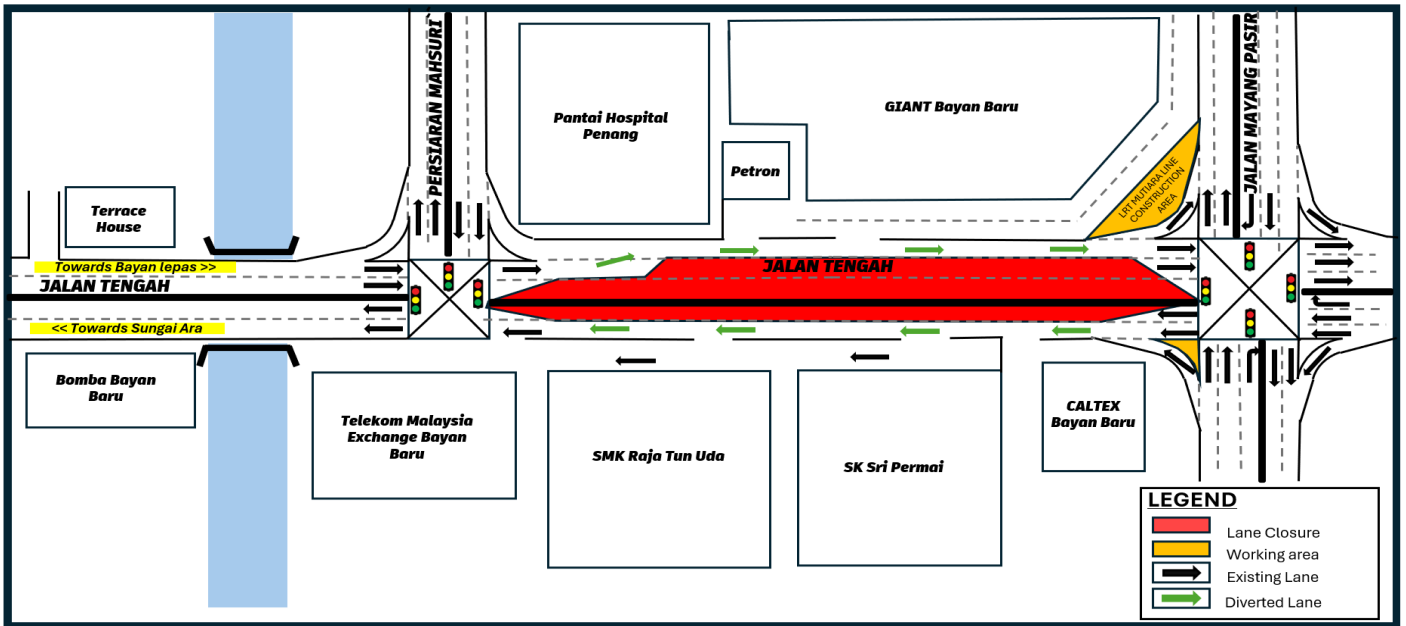 PERSIARAN MAHSURI
Pantai Hospital
Penang
GIANT Bayan Baru
JALAN MAYANG PASIR
Petron
LRT MUTIARA LINE
CONSTRUCTION
AREA
Terrace
House
Towards Bayan lepas >>
JALAN TENGAH
JALAN TENGAH
<< Towards Sungai Ara
Bomba Bayan
Baru
Telekom Malaysia
Exchange Bayan
Baru
SMK Raja Tun Uda
SK Sri Permai
CALTEX
Bayan Baru
LEGEND
Lane Closure
Working area
Existing Lane
Diverted Lane